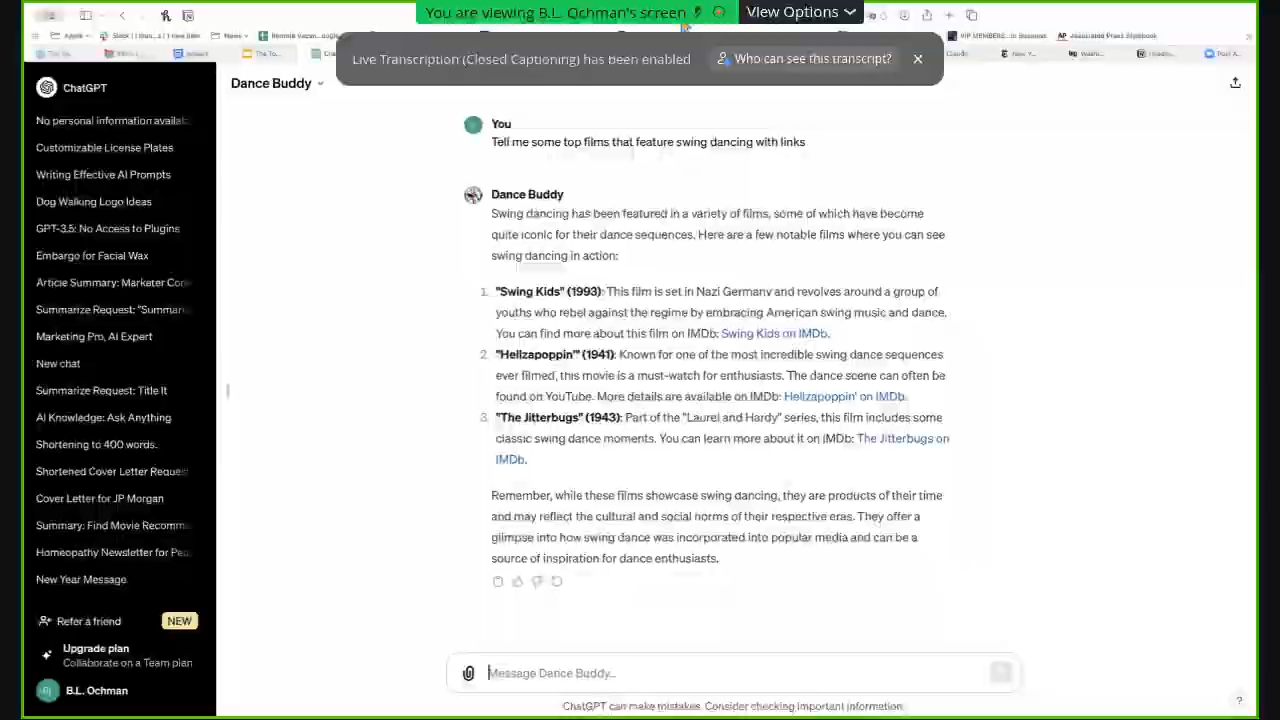 You are viewing B.L. Ochman's screen
View Options
Live Transcription (Closed Captioning) has been enabled
Who can see this transcript?
ChatGPT
Dance Buddy
No personal information availab
Customizable License Plates
Writing Effective AI Prompts
Dog Walking Logo Ideas
GPT-3.5: No Access to Plugins
Embargo for Facial Wax
Article Summary: Marketer Con
Summarize Request: "Summari
Marketing Pro, AI Expert
New chat
Summarize Request: Title It
AI Knowledge: Ask Anything
Shortening to 400 words.
Shortened Cover Letter Reques
Cover Letter for JP Morgan
Summary: Find Movie Recomm
Homeopathy Newsletter for Pe
New Year Message
Refer a friend
NEW
Upgrade plan
Collaborate on a Team plan
B.L. Ochman
You
Tell me some top films that feature swing dancing with links
Dance Buddy
Swing dancing has been featured in a variety of films, some of which have become
quite iconic for their dance sequences. Here are a few notable films where you can see
swing dancing in action:
1. "Swing Kids" (1993): This film is set in Nazi Germany and revolves around a group of
youths who rebel against the regime by embracing American swing music and dance.
You can find more about this film on IMDb: Swing Kids on IMDb.
2. "Hellzapoppin'" (1941): Known for one of the most incredible swing dance sequences
ever filmed, this movie is a must-watch for enthusiasts. The dance scene can often be
found on YouTube. More details are available on IMDb: Hellzapoppin' on IMDb.
3. "The Jitterbugs" (1943): Part of the "Laurel and Hardy" series, this film includes some
classic swing dance moments. You can learn more about it on IMDb: The Jitterbugs on
IMDb.
Remember, while these films showcase swing dancing, they are products of their time
and may reflect the cultural and social norms of their respective eras. They offer a
glimpse into how swing dance was incorporated into popular media and can be a
source of inspiration for dance enthusiasts.
Message Dance Buddy...
ChatGPT can make mistakes. Consider checking important information.
?